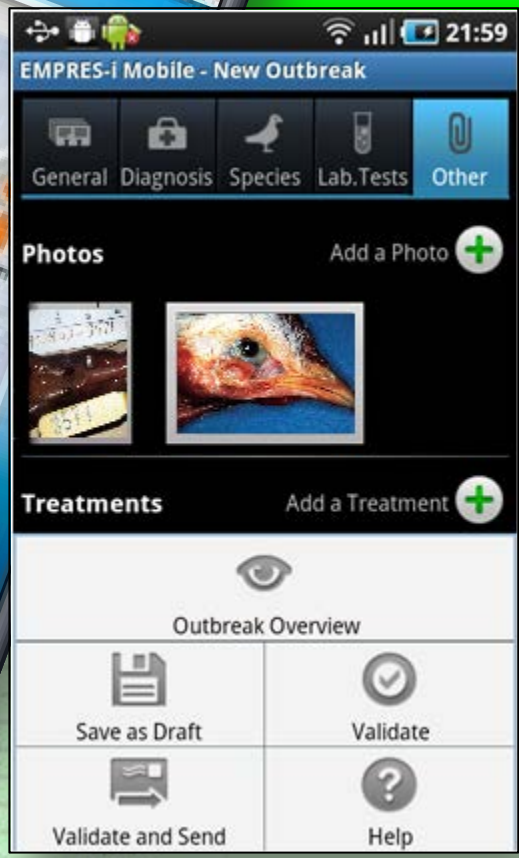 21:59
EMPRES-i Mobile - New Outbreak
General Diagnosis Species Lab.Tests Other
Photos Add a Photo
Treatments Add a Treatment
Outbreak Overview
Save as Draft Validate
Validate and Send Help